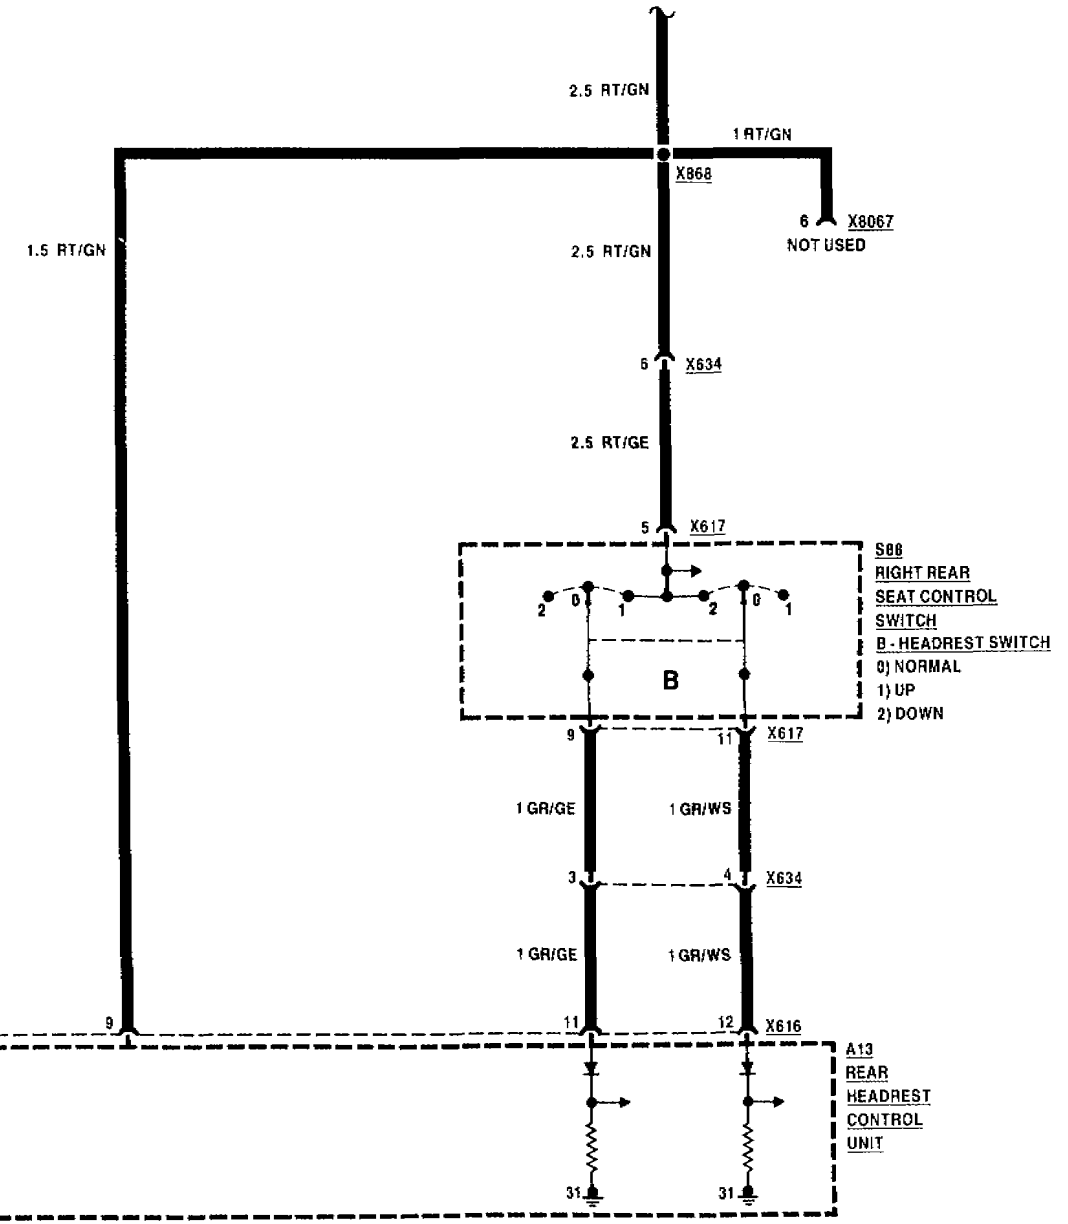 2.5 RT/GN
1 RT/GN
X868
6 X8067
NOT USED
1.5 RT/GN
2.5 RT/GN
6 X634
2.5 RT/GE
5 X617
S88
RIGHT REAR
SEAT CONTROL
SWITCH
B - HEADREST SWITCH
0) NORMAL
1) UP
2) DOWN
2 0 1 2 0 1
B
9 11 X617
1 GR/GE 1 GR/WS
3 4 X634
1 GR/GE 1 GR/WS
9 11 12 X616
A13
REAR
HEADREST
CONTROL
UNIT
31 31